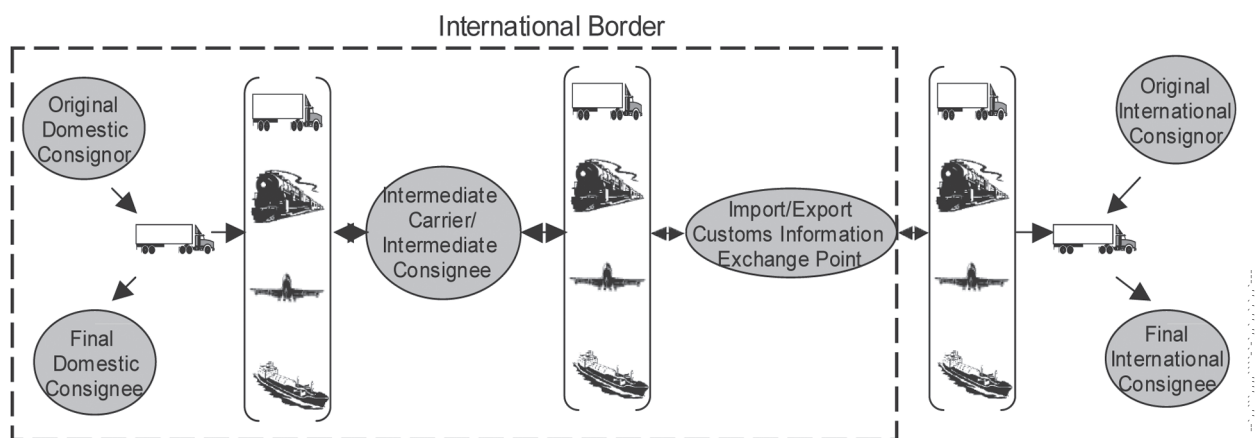 International Border
Original
Domestic
Consignor
Final
Domestic
Consignee
Intermediate
Carrier/
Intermediate
Consignee
Import/Export
Customs Information
Exchange Point
Original
International
Consignor
Final
International
Consignee